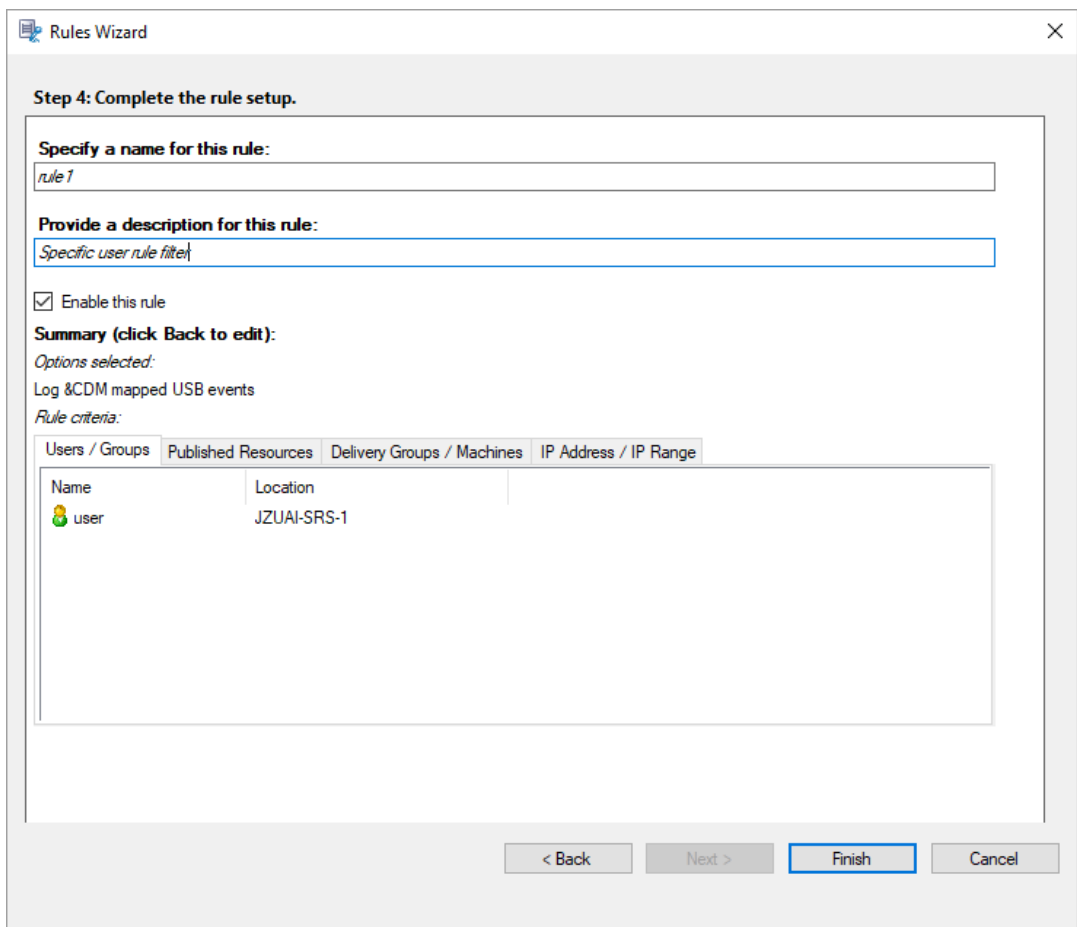 Rules Wizard
Step 4: Complete the rule setup.
Specify a name for this rule:
rule1
Provide a description for this rule:
Specific user rule filter
Enable this rule
Summary (click Back to edit):
Options selected:
Log &CDM mapped USB events
Rule criteria:
Users / Groups Published Resources Delivery Groups / Machines IP Address / IP Range
Name Location
user JZUAI-SRS-1
< Back Next > Finish Cancel